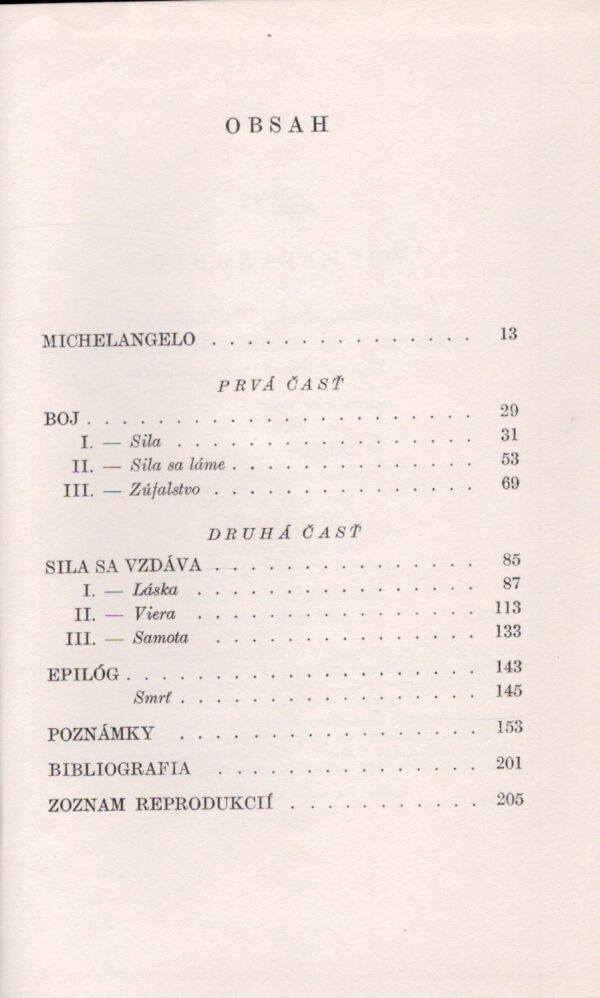 OBSAH
MICHELANGELO . . . . . . . . . . . . . . . 13
PRVÁ ČASŤ
BOJ . . . . . . . . . . . . . . . . . . . . . . 29
I. — Sila . . . . . . . . . . . . . . . . . 31
II. — Sila sa láme . . . . . . . . . . . . . . 53
III. — Zúfalstvo . . . . . . . . . . . . . . . 69
DRUHÁ ČASŤ
SILA SA VZDÁVA . . . . . . . . . . . . . . . 85
I. — Láska . . . . . . . . . . . . . . . . 87
II. — Viera . . . . . . . . . . . . . . . . 113
III. — Samota . . . . . . . . . . . . . . . 133
EPILÓG . . . . . . . . . . . . . . . . . . . . 143
Smrť . . . . . . . . . . . . . . . . . 145
POZNÁMKY . . . . . . . . . . . . . . . . . 153
BIBLIOGRAFIA . . . . . . . . . . . . . . . 201
ZOZNAM REPRODUKCIÍ . . . . . . . . . . . 205